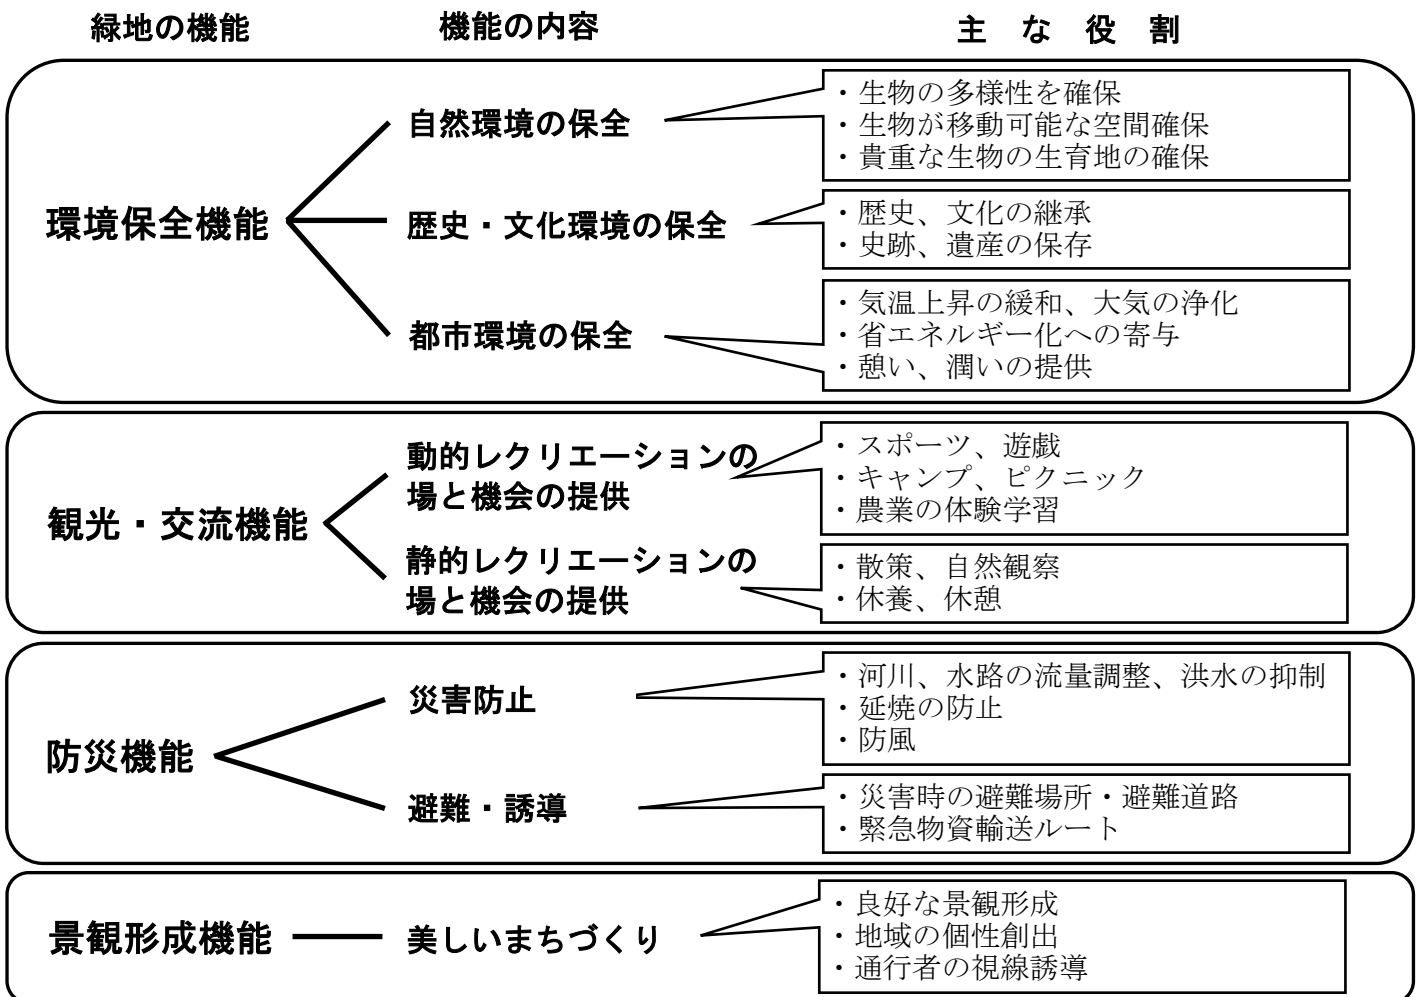 緑地の機能 機能の内容 主な役割
環境保全機能
自然環境の保全
・生物の多様性を確保
・生物が移動可能な空間確保
・貴重な生物の生育地の確保
歴史・文化環境の保全
・歴史、文化の継承
・史跡、遺産の保存
都市環境の保全
・気温上昇の緩和、大気の浄化
・省エネルギー化への寄与
・憩い、潤いの提供
観光・交流機能
動的レクリエーションの
場と機会の提供
・スポーツ、遊戯
・キャンプ、ピクニック
・農業の体験学習
静的レクリエーションの
場と機会の提供
・散策、自然観察
・休養、休憩
防災機能
災害防止
・河川、水路の流量調整、洪水の抑制
・延焼の防止
・防風
避難・誘導
・災害時の避難場所・避難道路
・緊急物資輸送ルート
景観形成機能
美しいまちづくり
・良好な景観形成
・地域の個性創出
・通行者の視線誘導